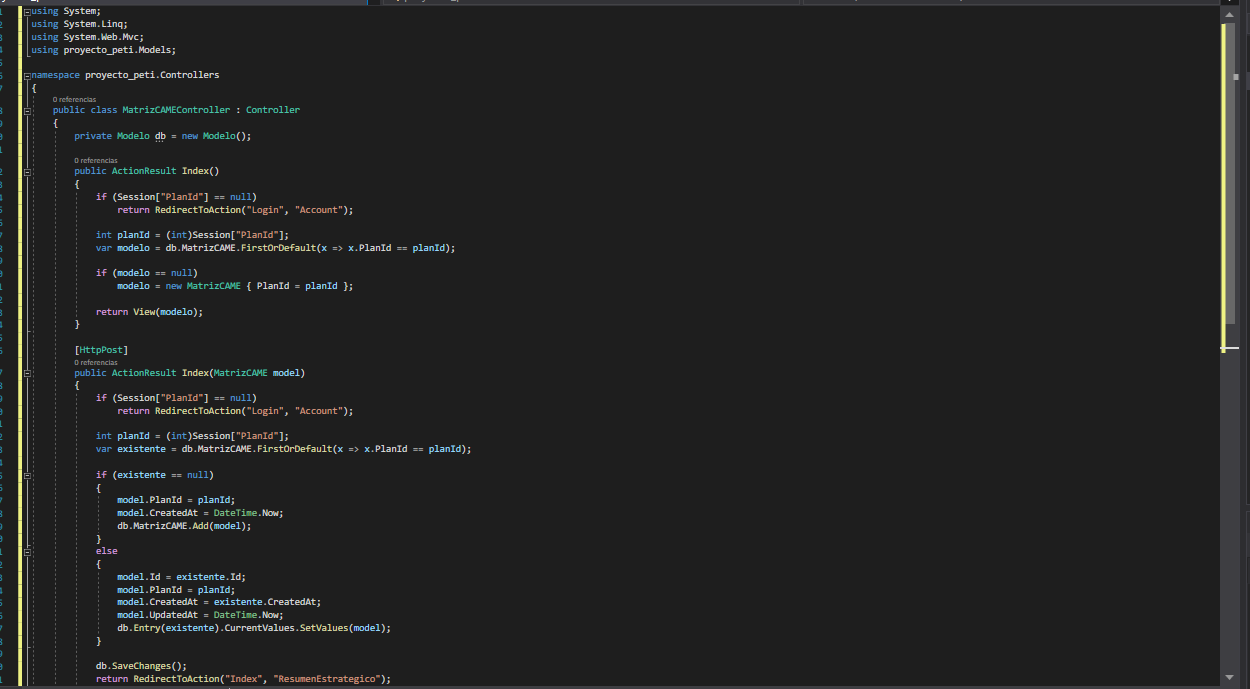 using System;
using System.Linq;
using System.Web.Mvc;
using proyecto_peti.Models;
namespace proyecto_peti.Controllers
{
0 referencias
public class MatrizCAMEController : Controller
{
private Modelo db = new Modelo();
0 referencias
public ActionResult Index()
{
if (Session["PlanId"] == null)
return RedirectToAction("Login", "Account");
int planId = (int)Session["PlanId"];
var modelo = db.MatrizCAME.FirstOrDefault(x => x.PlanId == planId);
if (modelo == null)
modelo = new MatrizCAME { PlanId = planId };
return View(modelo);
}
[HttpPost]
0 referencias
public ActionResult Index(MatrizCAME model)
{
if (Session["PlanId"] == null)
return RedirectToAction("Login", "Account");
int planId = (int)Session["PlanId"];
var existente = db.MatrizCAME.FirstOrDefault(x => x.PlanId == planId);
if (existente == null)
{
model.PlanId = planId;
model.CreatedAt = DateTime.Now;
db.MatrizCAME.Add(model);
}
else
{
model.Id = existente.Id;
model.PlanId = planId;
model.CreatedAt = existente.CreatedAt;
model.UpdatedAt = DateTime.Now;
db.Entry(existente).CurrentValues.SetValues(model);
}
db.SaveChanges();
return RedirectToAction("Index", "ResumenEstrategico");